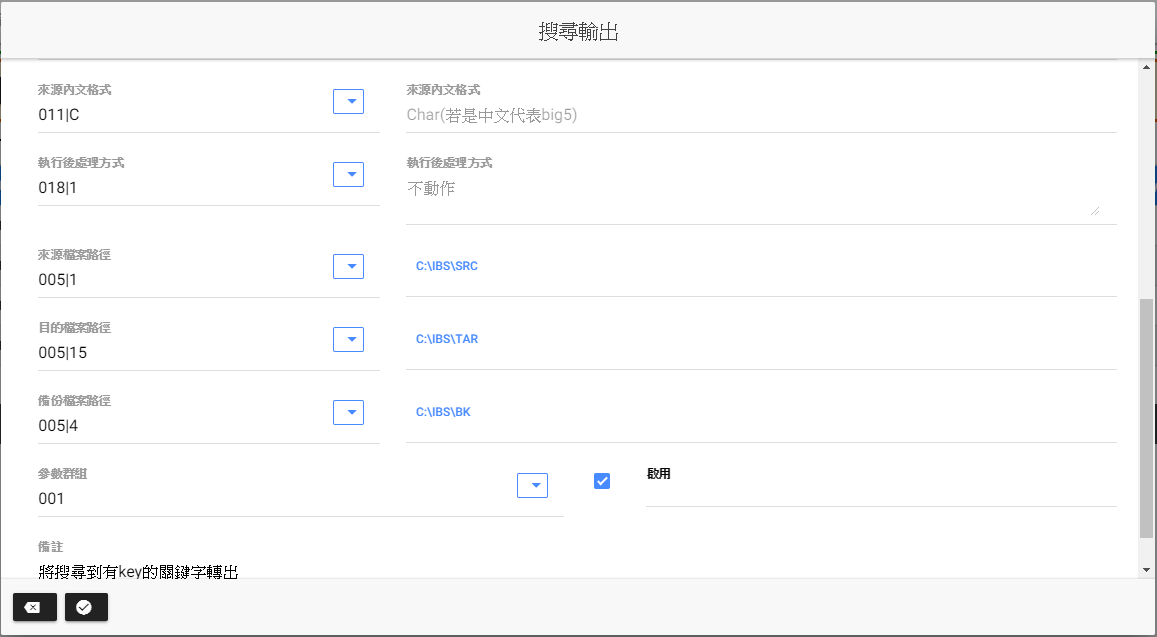 搜尋輸出
來源內文格式
011|C
來源內文格式
Char(若是中文代表big5)
執行後處理方式
018|1
執行後處理方式
不動作
來源檔案路徑
005|1
C:\IBS\SRC
目的檔案路徑
005|15
C:\IBS\TAR
備份檔案路徑
005|4
C:\IBS\BK
參數群組
001
啟用
備註
將搜尋到有key的關鍵字轉出